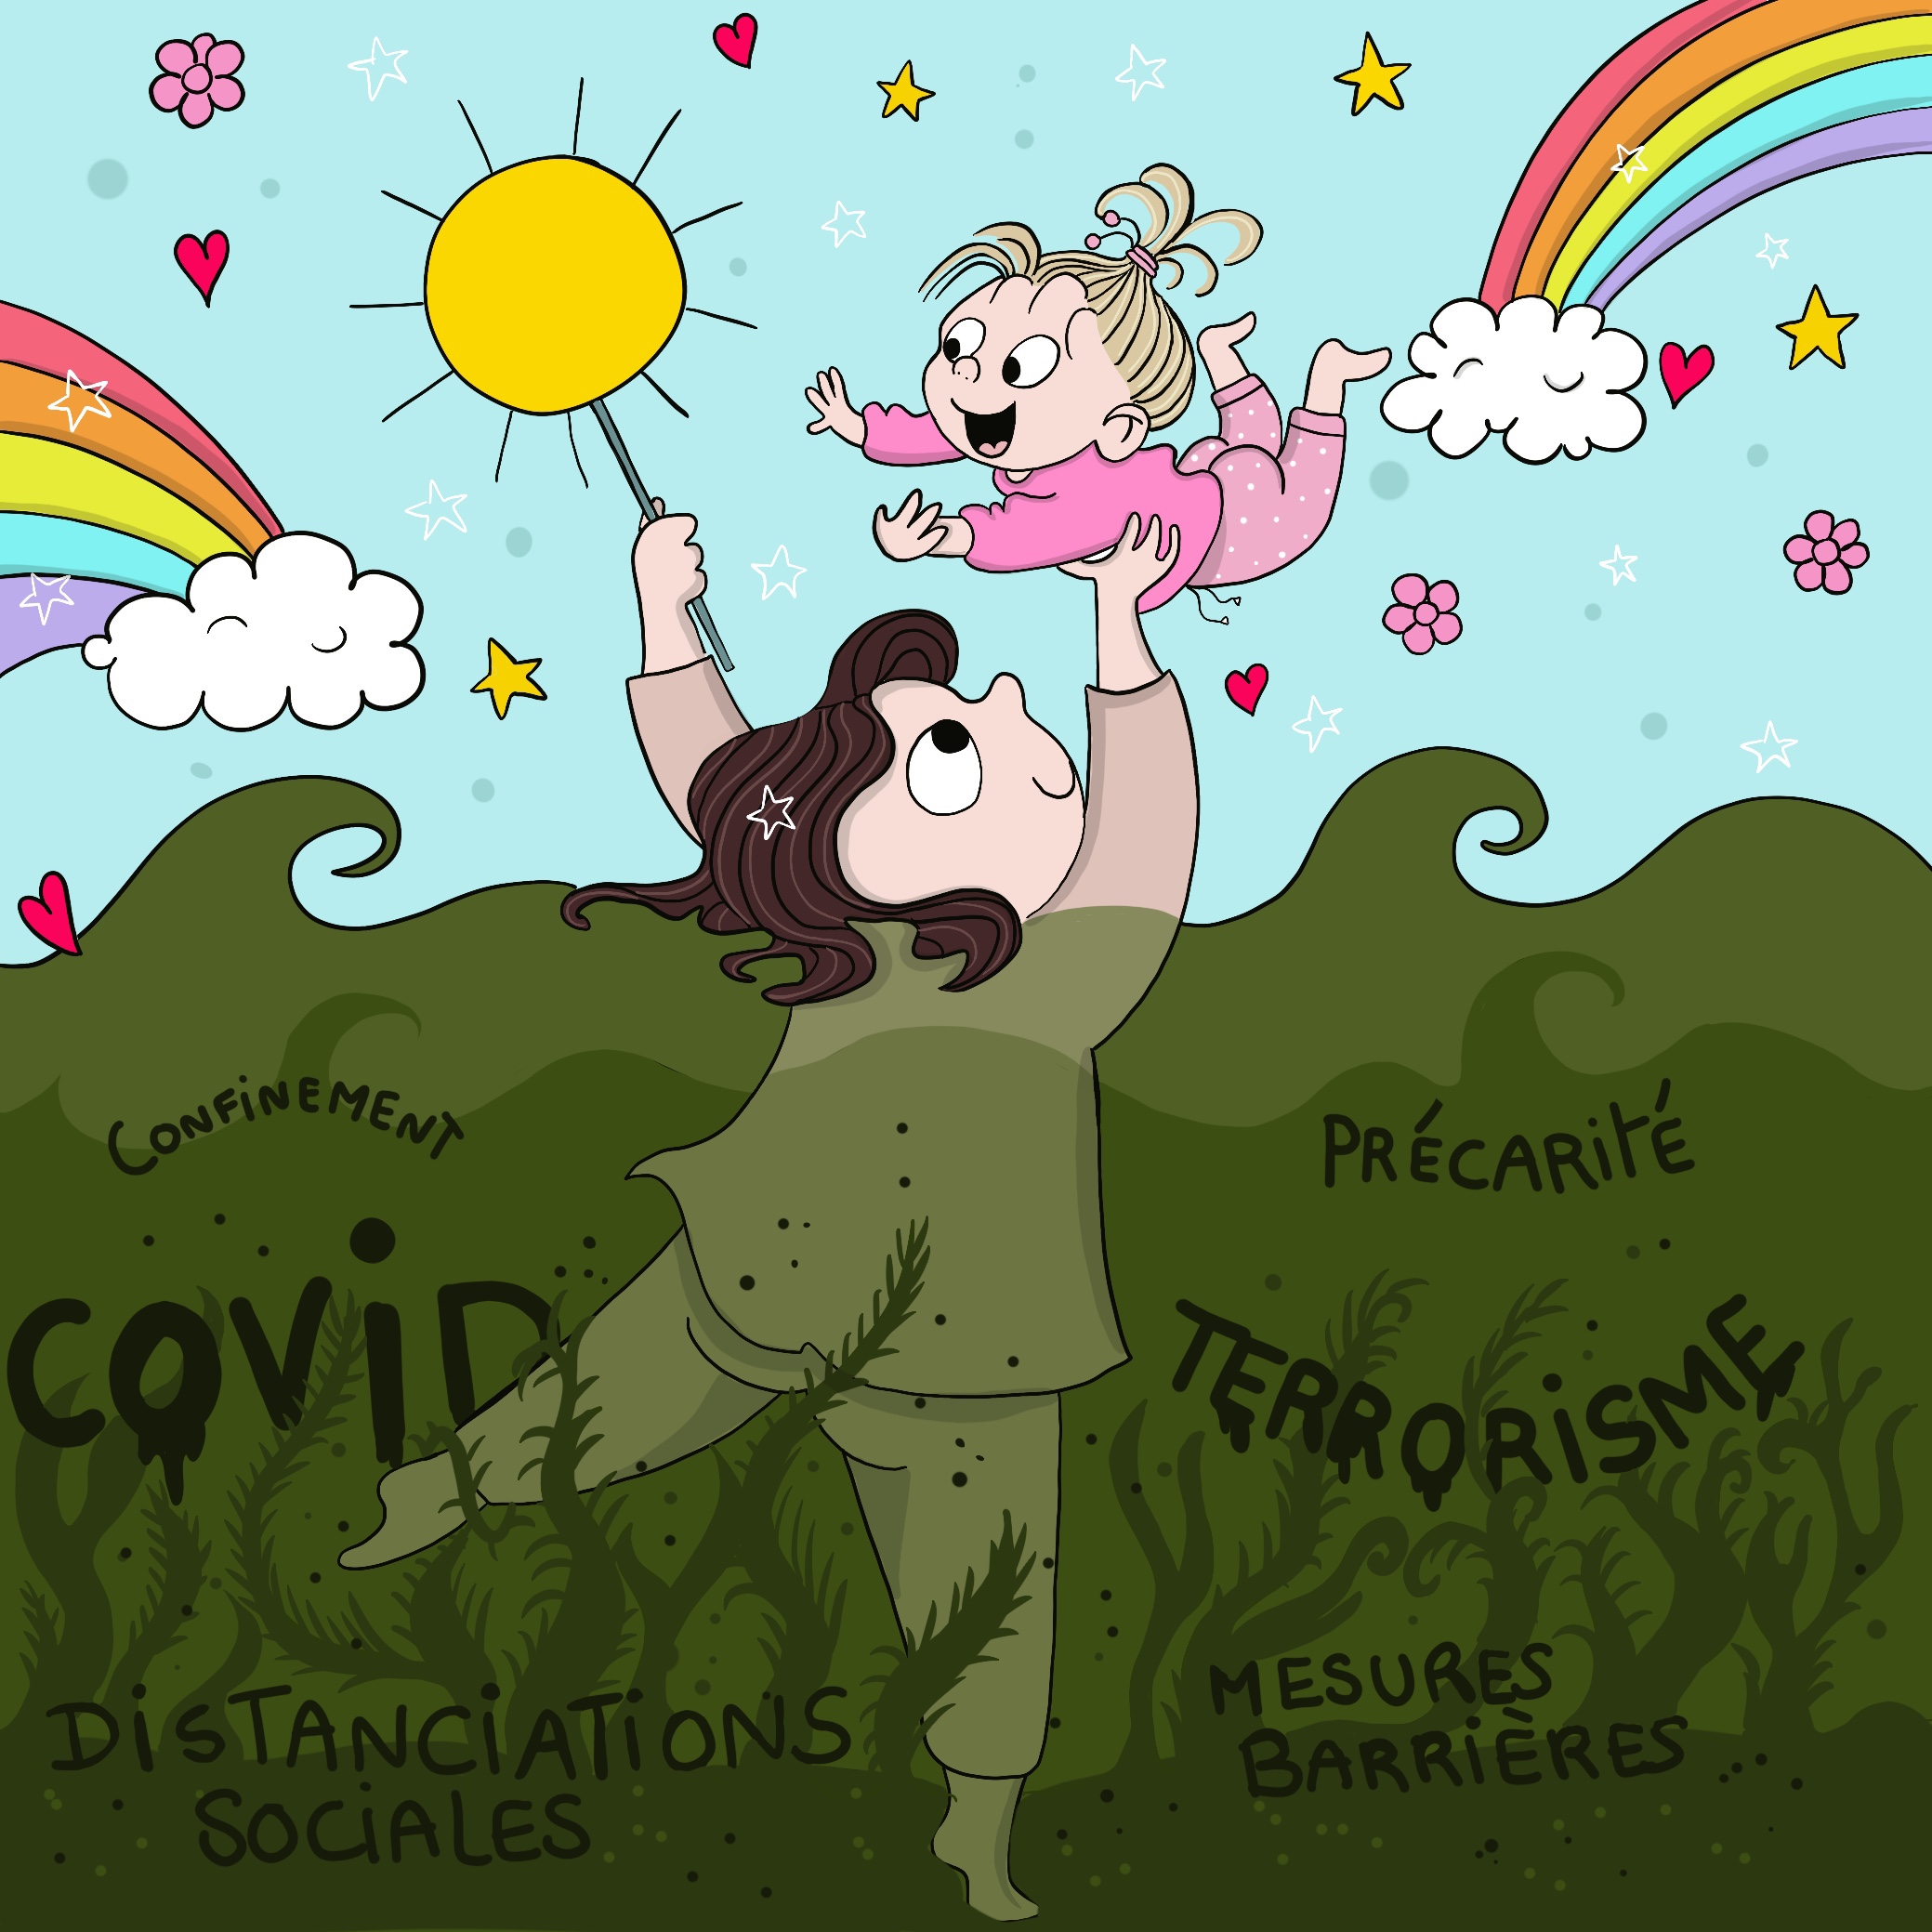 CONFiNEMENT
PRÉCARiTÉ
COViD
TERRORiSME
DiSTANCiATiONS
SOCiALES
MESURES
BARRiÈRES